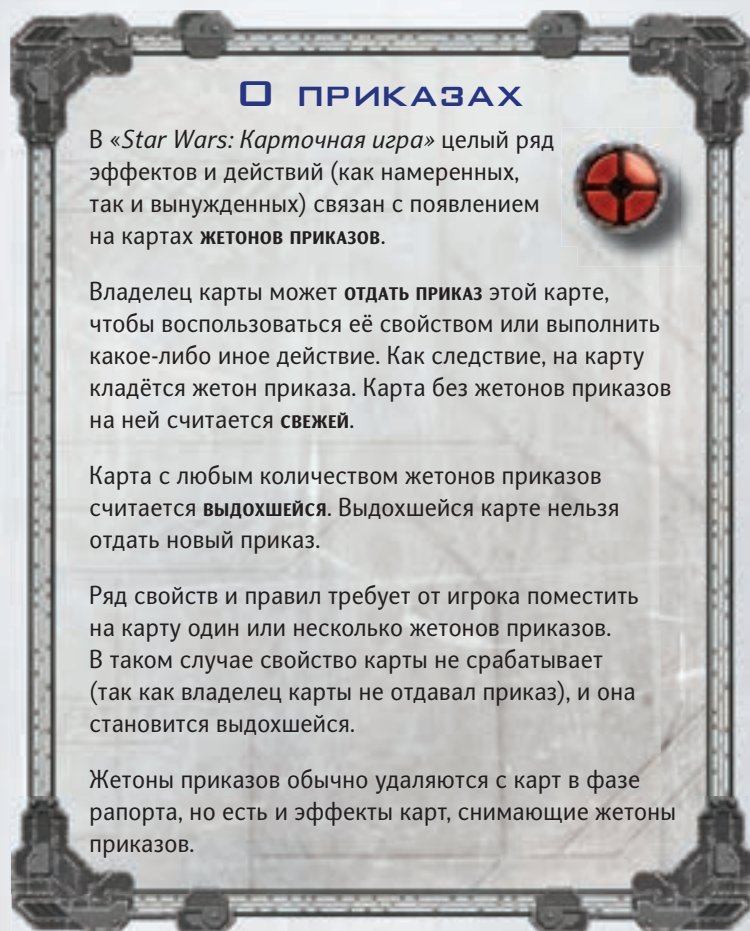 О ПРИКАЗАХ
В «Star Wars: Карточная игра» целый ряд
эффектов и действий (как намеренных,
так и вынужденных) связан с появлением
на картах ЖЕТОНОВ ПРИКАЗОВ.
Владелец карты может ОТДАТЬ ПРИКАЗ этой карте,
чтобы воспользоваться её свойством или выполнить
какое-либо иное действие. Как следствие, на карту
кладётся жетон приказа. Карта без жетонов приказов
на ней считается СВЕЖЕЙ.
Карта с любым количеством жетонов приказов
считается ВЫДОХШЕЙСЯ. Выдохшейся карте нельзя
отдать новый приказ.
Ряд свойств и правил требует от игрока поместить
на карту один или несколько жетонов приказов.
В таком случае свойство карты не срабатывает
(так как владелец карты не отдавал приказ), и она
становится выдохшейся.
Жетоны приказов обычно удаляются с карт в фазе
рапорта, но есть и эффекты карт, снимающие жетоны
приказов.